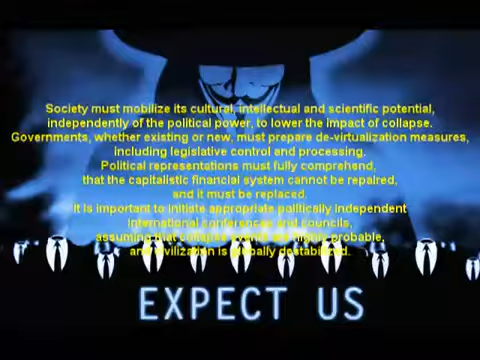 Society must mobilize its cultural, intellectual and scientific potential,
independently of the political power, to lower the impact of collapse.
Governments, whether existing or new, must prepare de-virtualization measures,
including legislative control and processing.
Political representations must fully comprehend,
that the capitalistic financial system cannot be repaired,
and it must be replaced.
It is important to initiate appropriate politically independent
international conferences and councils,
assuming that collapse events are highly probable,
and civilization is globally destabilized.
EXPECT US